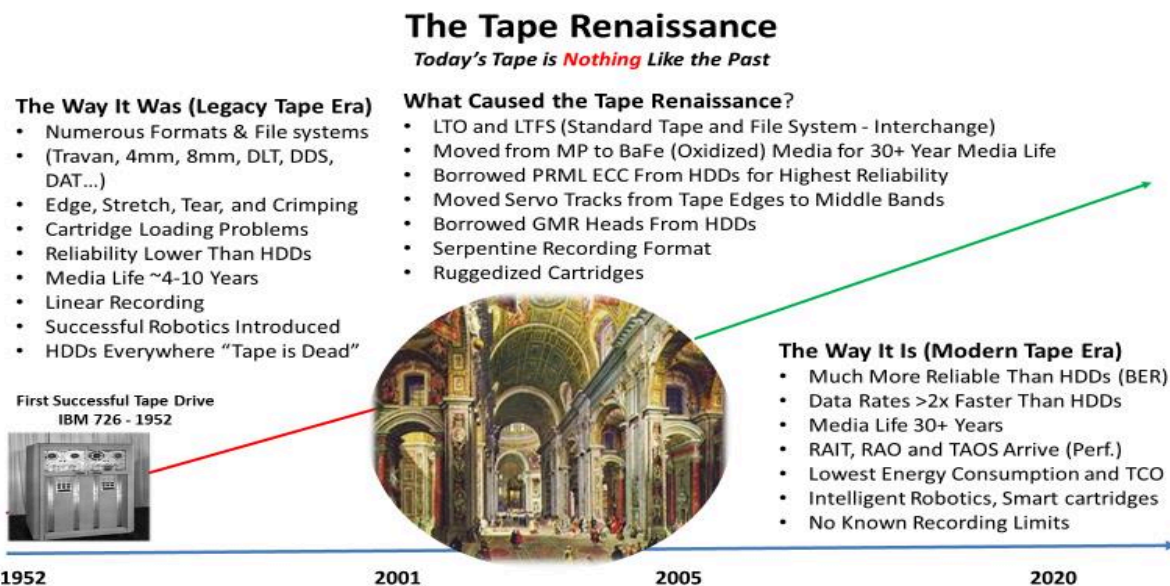 The Tape Renaissance
Today's Tape is Nothing Like the Past
The Way It Was (Legacy Tape Era)
• Numerous Formats & File systems
• (Travan, 4mm, 8mm, DLT, DDS,
DAT...)
• Edge, Stretch, Tear, and Crimping
• Cartridge Loading Problems
• Reliability Lower Than HDDs
• Media Life ~4-10 Years
• Linear Recording
• Successful Robotics Introduced
• HDDs Everywhere “Tape is Dead”
What Caused the Tape Renaissance?
• LTO and LTFS (Standard Tape and File System - Interchange)
• Moved from MP to BaFe (Oxidized) Media for 30+ Year Media Life
• Borrowed PRML ECC From HDDs for Highest Reliability
• Moved Servo Tracks from Tape Edges to Middle Bands
• Borrowed GMR Heads From HDDs
• Serpentine Recording Format
• Ruggedized Cartridges
First Successful Tape Drive
IBM 726 - 1952
The Way It Is (Modern Tape Era)
• Much More Reliable Than HDDs (BER)
• Data Rates >2x Faster Than HDDs
• Media Life 30+ Years
• RAIT, RAO and TAOS Arrive (Perf.)
• Lowest Energy Consumption and TCO
• Intelligent Robotics, Smart cartridges
• No Known Recording Limits
1952
2001
2005
2020